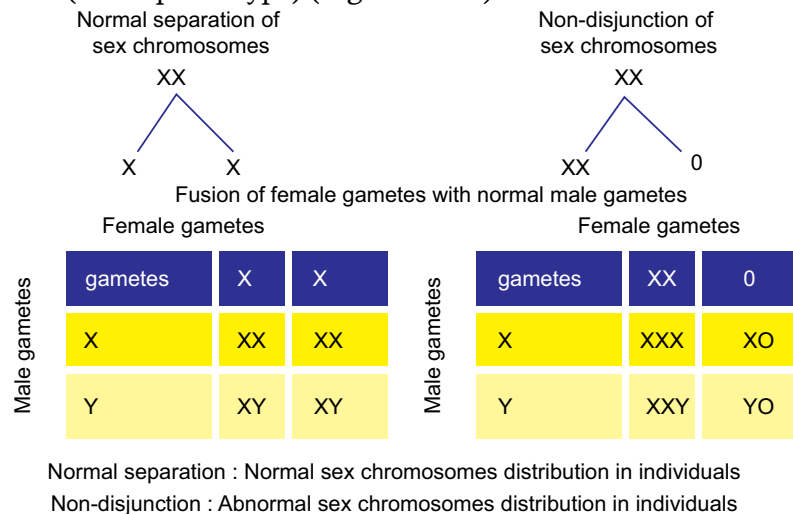 Normal separation of
sex chromosomes
XX
X X
Non-disjunction of
sex chromosomes
XX
XX 0
Fusion of female gametes with normal male gametes
Female gametes
Male gametes
gametes X X
X XX XX
Y XY XY
Female gametes
Male gametes
gametes XX 0
X XXX XO
Y XXY YO
Normal separation : Normal sex chromosomes distribution in individuals
Non-disjunction : Abnormal sex chromosomes distribution in individuals